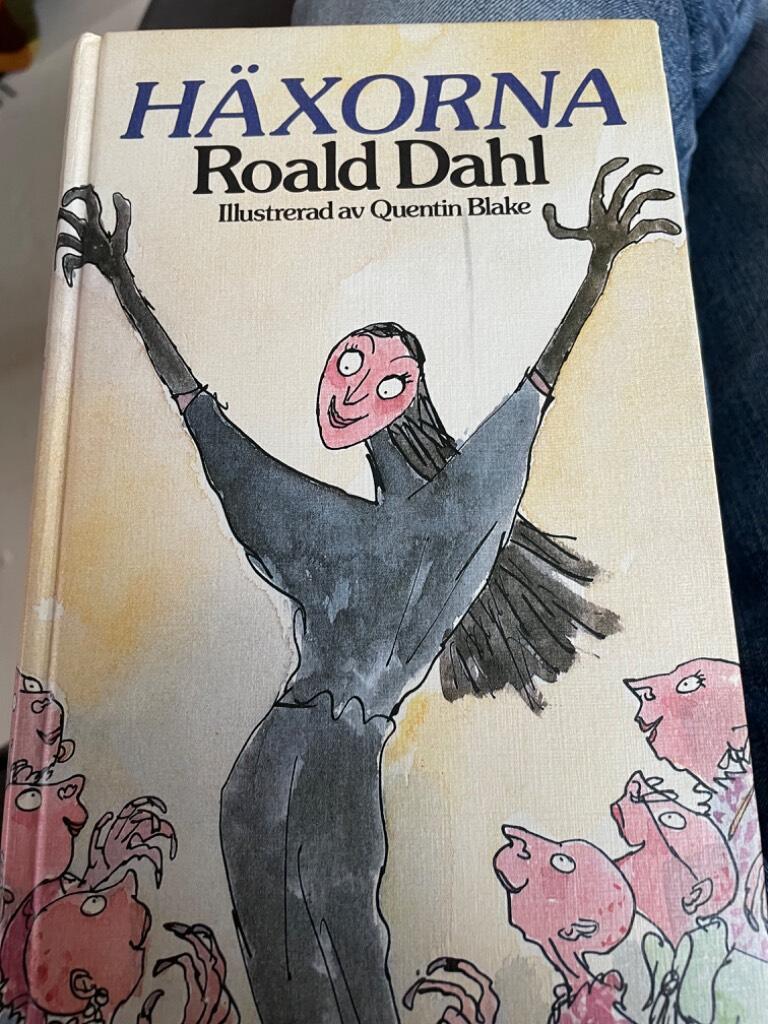 HÄXORNA
Roald Dahl
Illustrerad av Quentin Blake